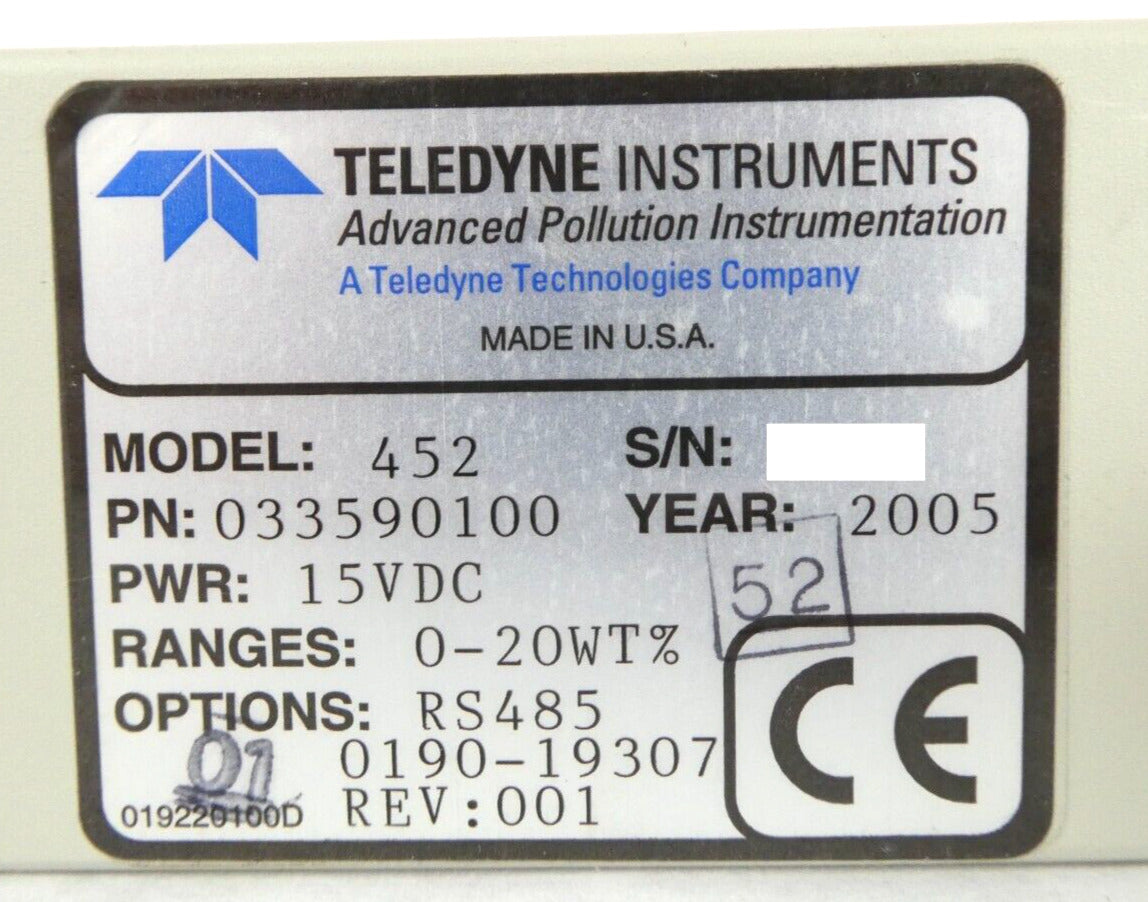 TELEDYNE INSTRUMENTS
Advanced Pollution Instrumentation
A Teledyne Technologies Company
MADE IN U.S.A.
MODEL: 452 S/N:
PN: 033590100 YEAR: 2005
PWR: 15VDC
52
RANGES: 0-20WT%
OPTIONS: RS485
0190-19307
01
019220100D REV:001
CE